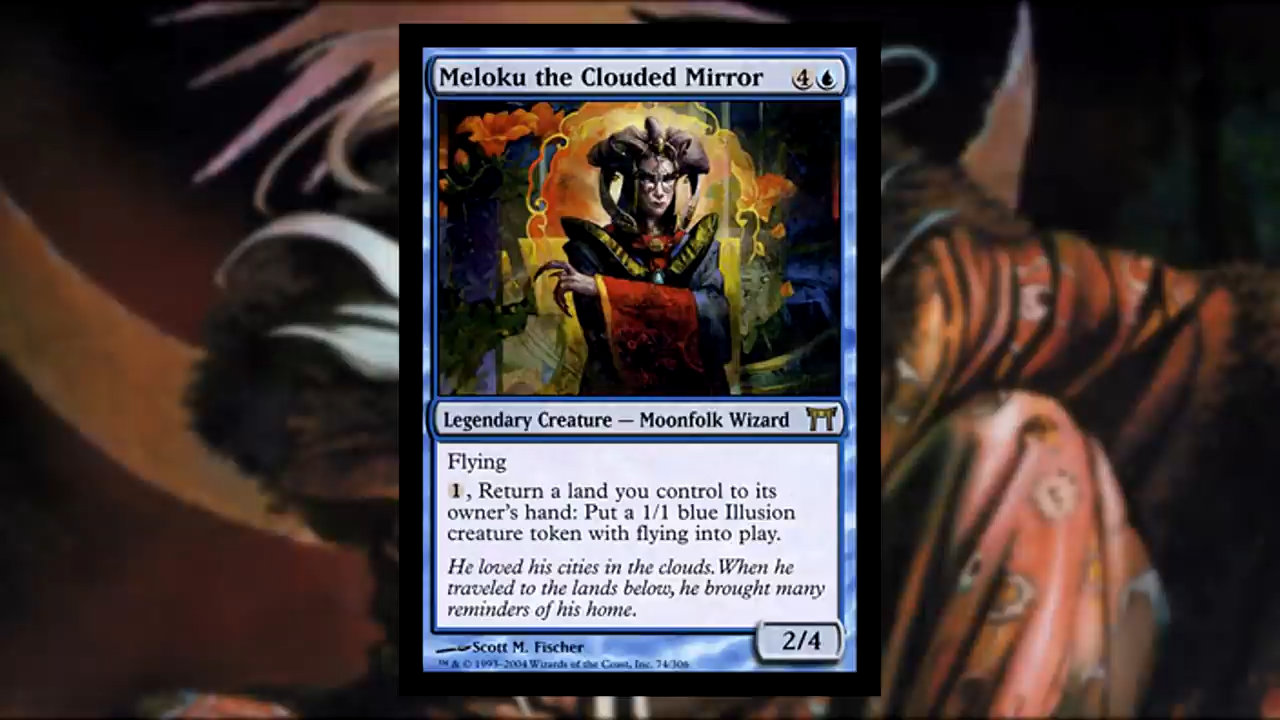 Meloku the Clouded Mirror 4
Legendary Creature — Moonfolk Wizard
Flying
1, Return a land you control to its
owner's hand: Put a 1/1 blue Illusion
creature token with flying into play.
He loved his cities in the clouds. When he
traveled to the lands below, he brought many
reminders of his home.
2/4
Scott M. Fischer
™ & © 1993-2004 Wizards of the Coast, Inc. 74/306